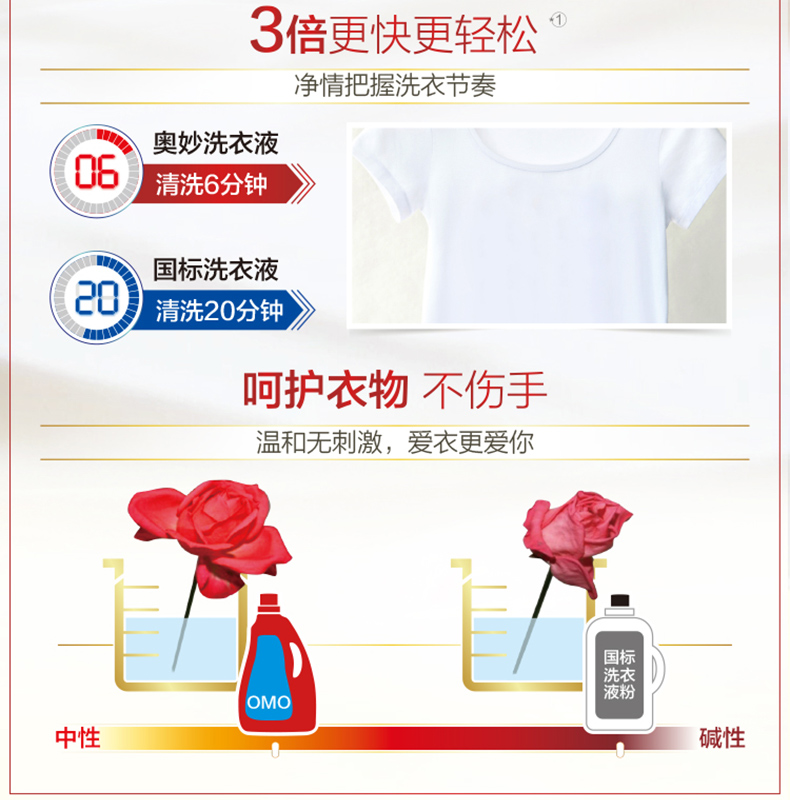 3倍更快更轻松 ①
净情把握洗衣节奏
06
奥妙洗衣液
清洗6分钟
20
国标洗衣液
清洗20分钟
呵护衣物 不伤手
温和无刺激，爱衣更爱你
OMO
国标
洗衣
液粉
中性
碱性